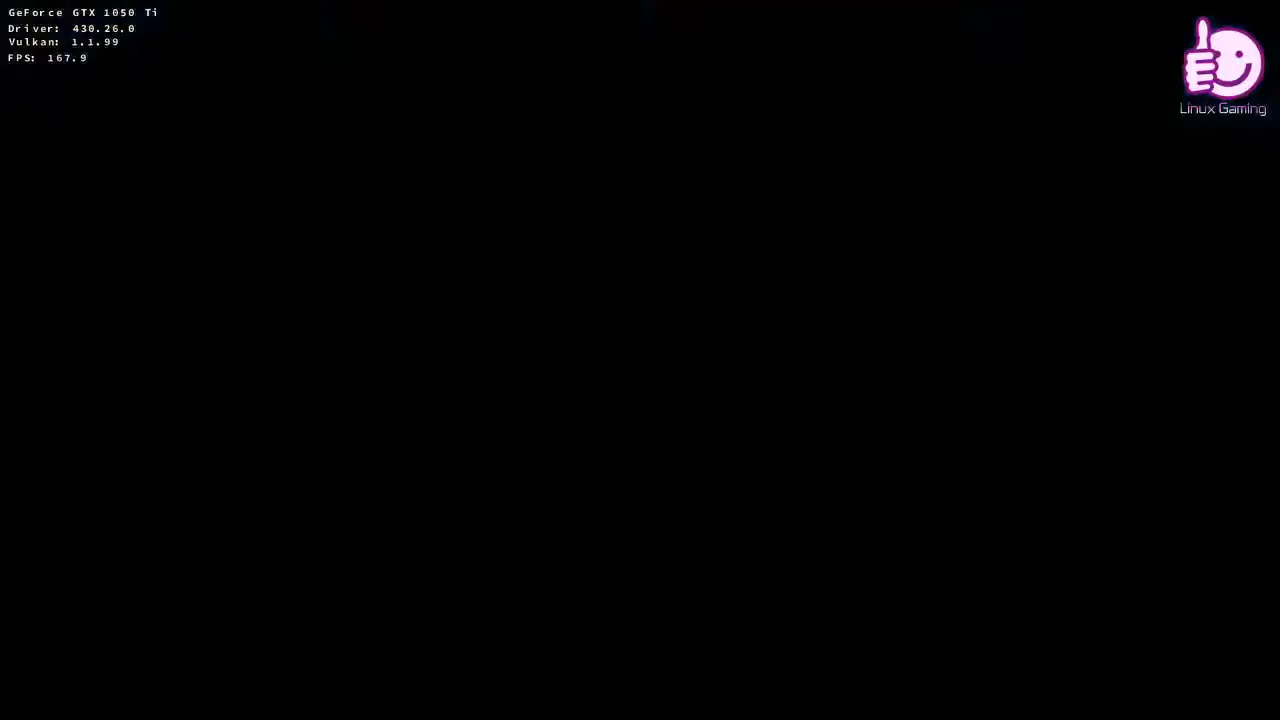 GeForce GTX 1050 Ti
Driver: 430.26.0
Vulkan: 1.1.99
FPS: 167.9
Linux Gaming